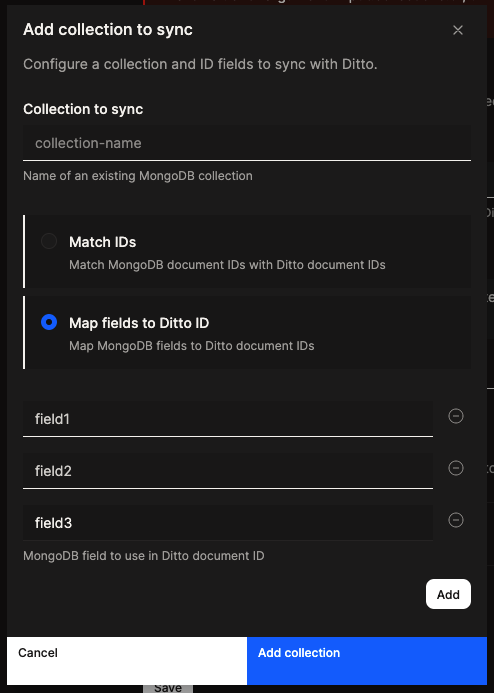 Add collection to sync
Configure a collection and ID fields to sync with Ditto.
Collection to sync
collection-name
Name of an existing MongoDB collection
Match IDs
Match MongoDB document IDs with Ditto document IDs
Map fields to Ditto ID
Map MongoDB fields to Ditto document IDs
field1
field2
field3
MongoDB field to use in Ditto document ID
Add
Cancel
Add collection
Save